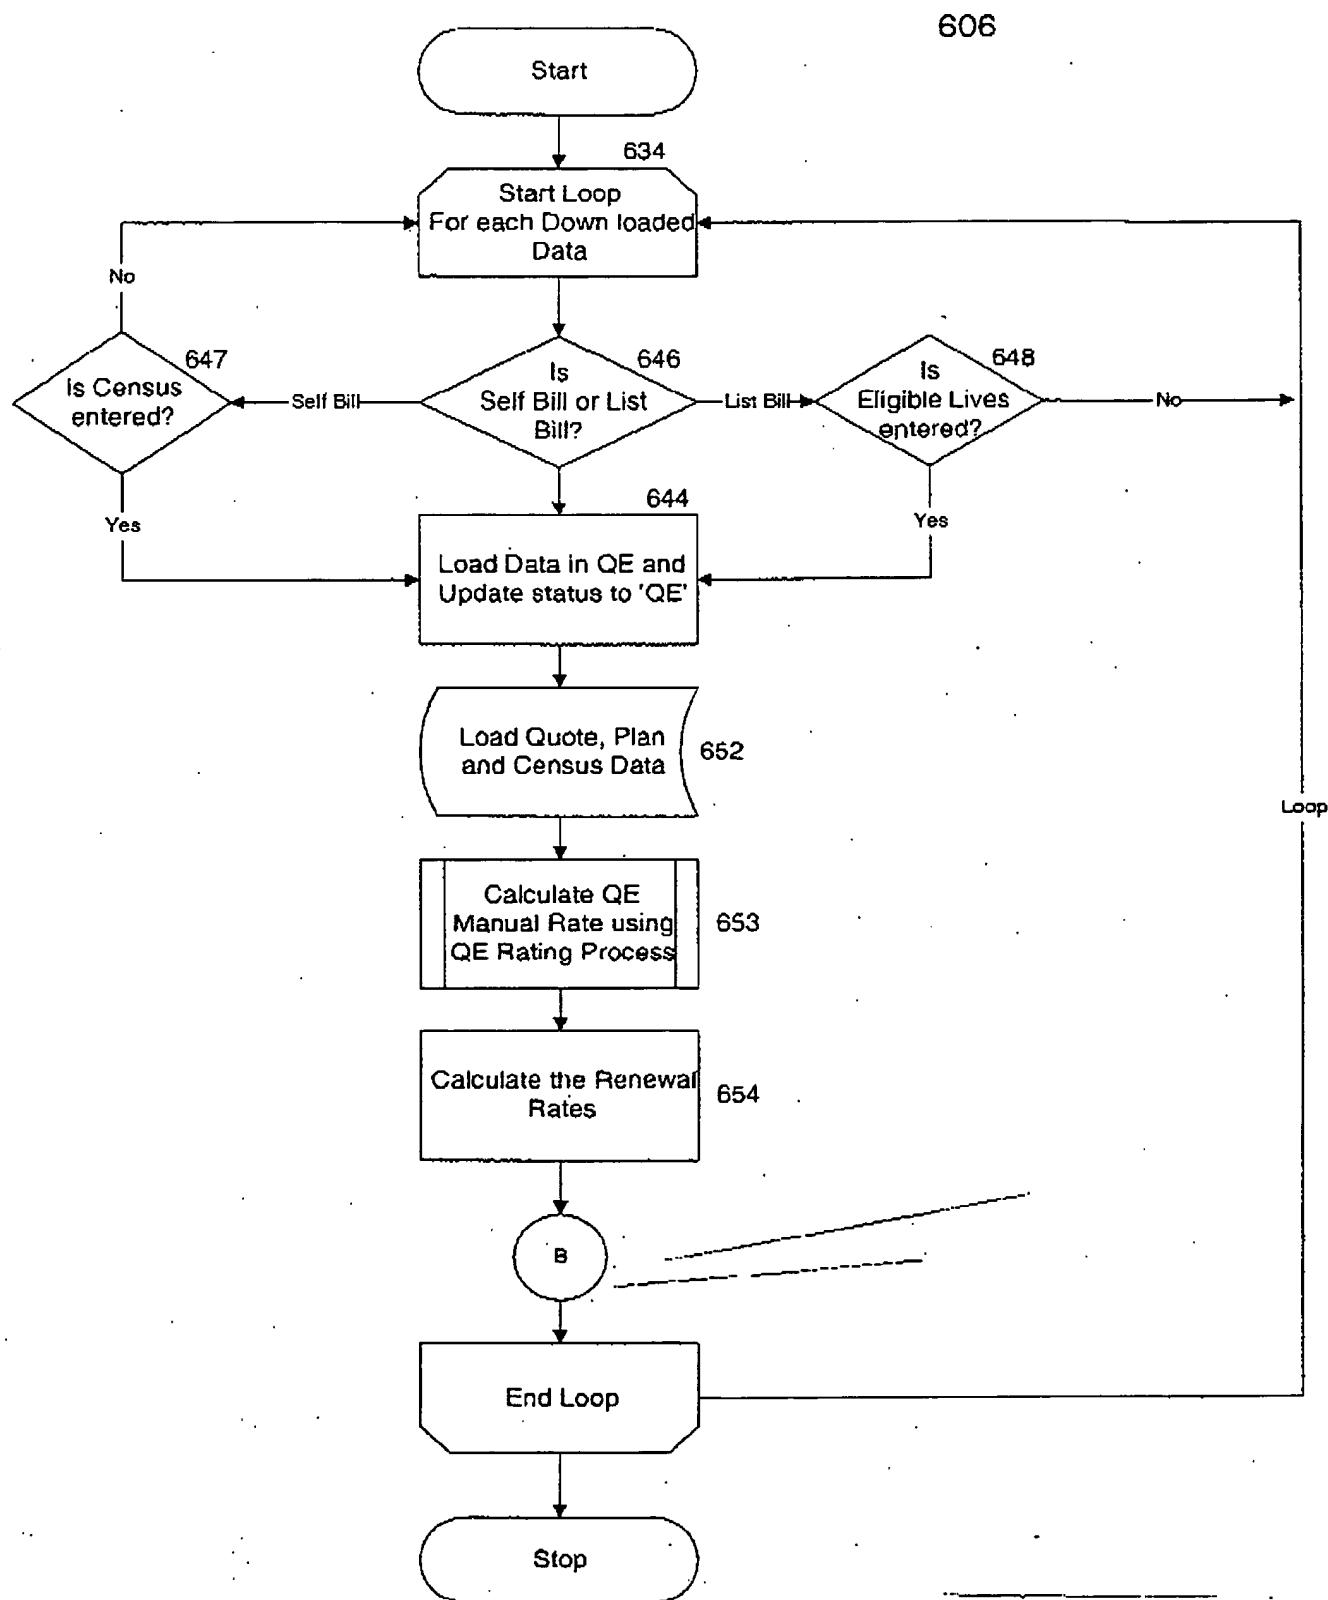 606
Start
634
Start Loop
For each Down loaded
Data
No
647
Is Census
entered?
Self Bill
646
Is
Self Bill or List
Bill?
List Bill
648
Is
Eligible Lives
entered?
No
Yes
644
Load Data in QE and
Update status to 'QE'
Yes
Load Quote, Plan
and Census Data
652
Loop
Calculate QE
Manual Rate using
QE Rating Process
653
Calculate the Renewal
Rates
654
B
End Loop
Stop